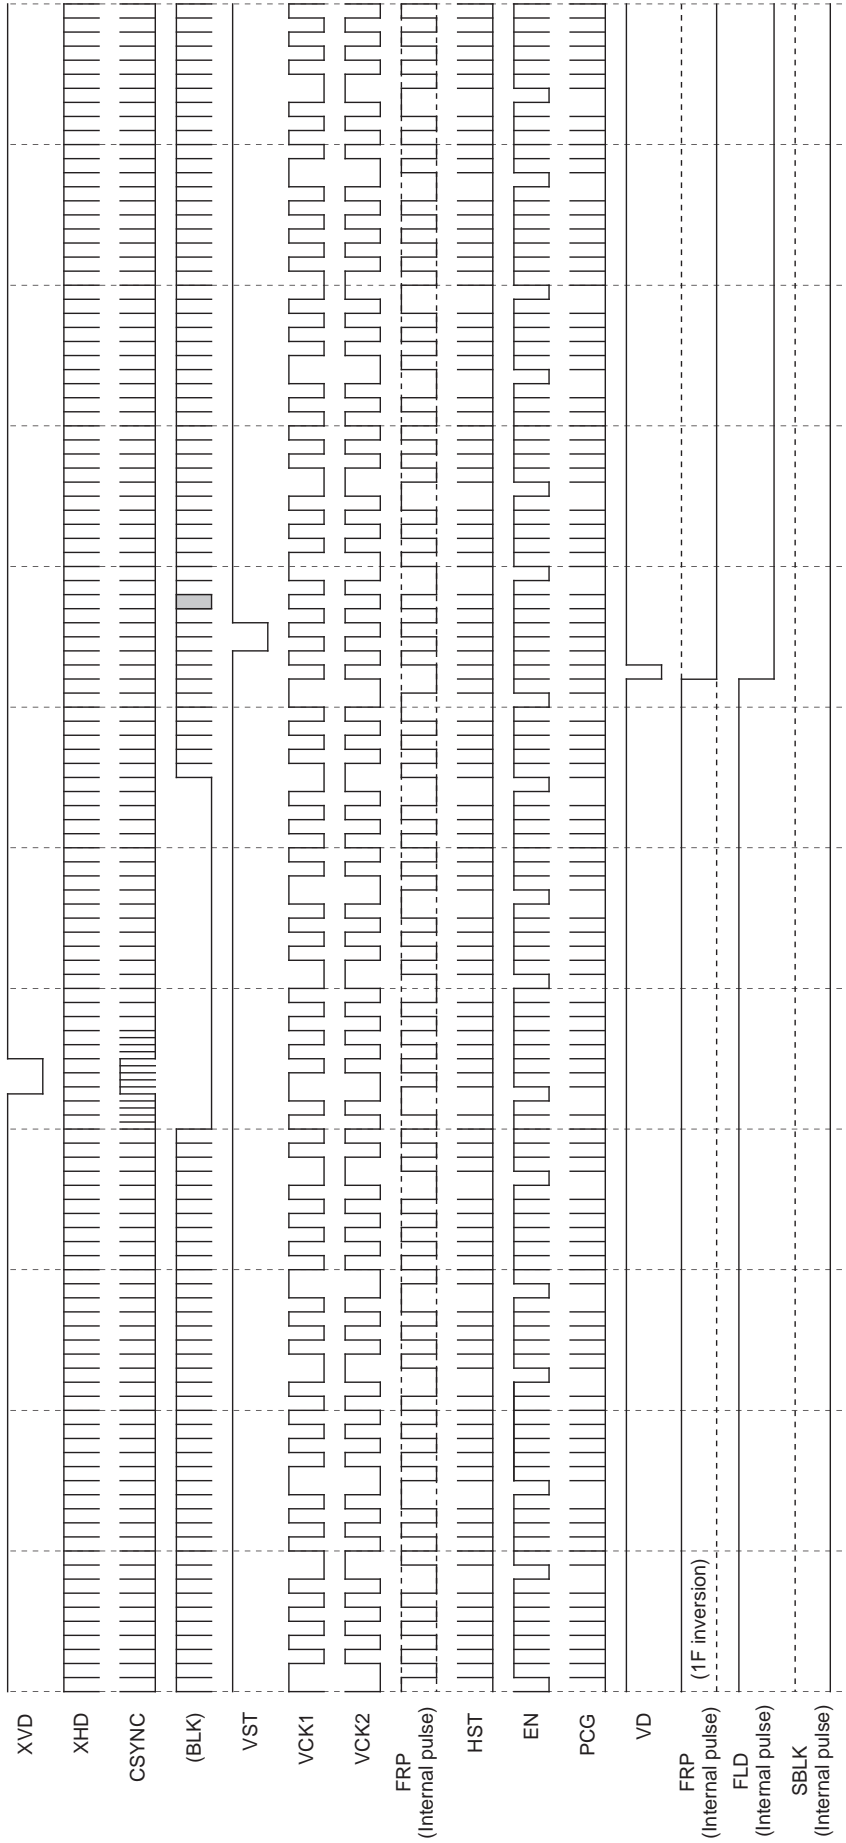 XVD
XHD
CSYNC
(BLK)
VST
VCK1
VCK2
FRP
(Internal pulse)
HST
EN
PCG
VD
(1F inversion)
FRP
(Internal pulse)
FLD
(Internal pulse)
SBLK
(Internal pulse)